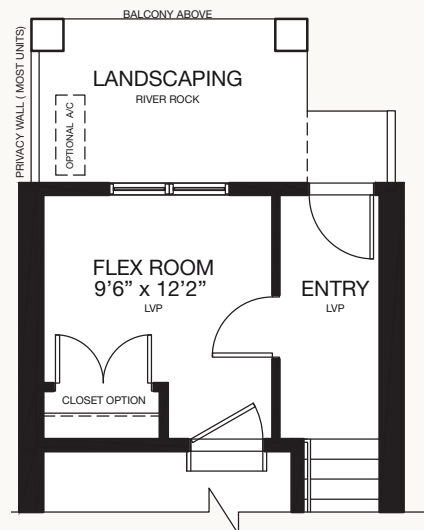 BALCONY ABOVE
PRIVACY WALL ( MOST UNITS)
LANDSCAPING
RIVER ROCK
OPTIONAL A/C
FLEX ROOM
9’6” x 12’2”
LVP
ENTRY
LVP
CLOSET OPTION